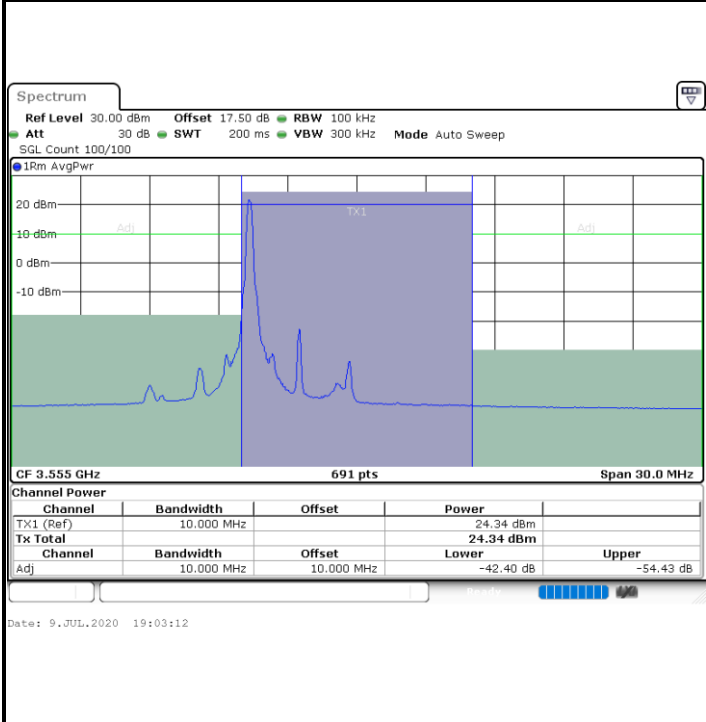 Spectrum
Ref Level 30.00 dBm Offset 17.50 dB RBW 100 kHz
Att 30 dB SWT 200 ms VBW 300 kHz Mode Auto Sweep
SGL Count 100/100
1Rm AvgPwr
20 dBm
TX1
Adj
Adj
10 dBm
0 dBm
-10 dBm
CF 3.555 GHz 691 pts Span 30.0 MHz
Channel Power
Channel Bandwidth Offset Power
TX1 (Ref) 10.000 MHz 24.34 dBm
Tx Total 24.34 dBm
Channel Bandwidth Offset Lower Upper
Adj 10.000 MHz 10.000 MHz -42.40 dB -54.43 dB
Ready
Date: 9.JUL.2020 19:03:12